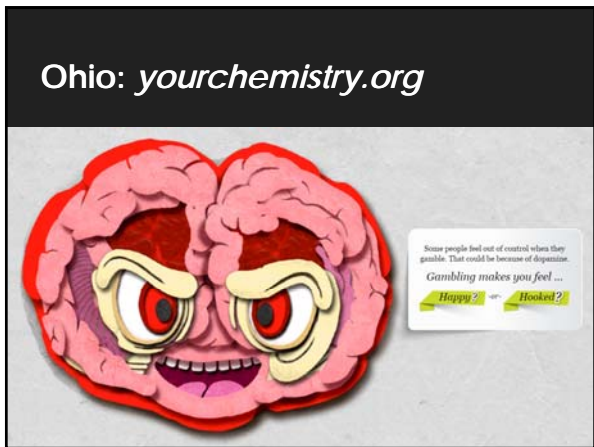 Ohio: yourchemistry.org
Some people feel out of control when they
gamble. That could be because of dopamine.
Gambling makes you feel ...
Happy? -or- Hooked?